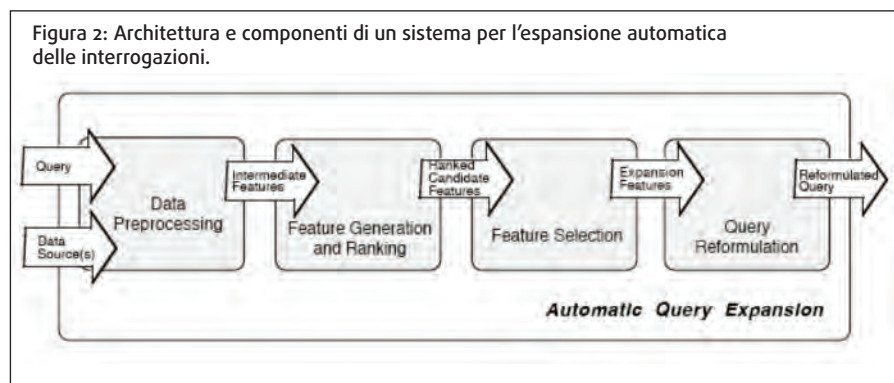 Figura 2: Architettura e componenti di un sistema per l'espansione automatica
delle interrogazioni.
Query
Data
Source(s)
Data
Preprocessing
Intermediate
Features
Feature Generation
and Ranking
Ranked
Candidate
Features
Feature Selection
Expansion
Features
Query
Reformulation
Reformulated
Query
Automatic Query Expansion